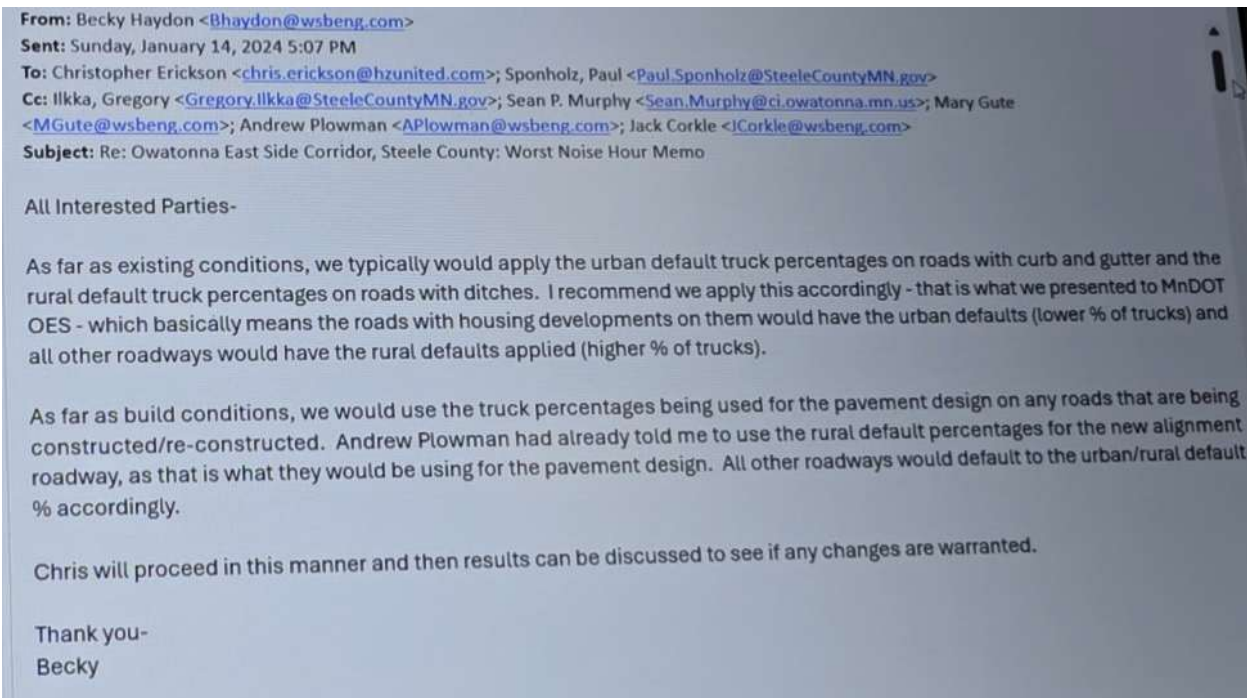 From: Becky Haydon <Bhaydon@wsbeng.com>
Sent: Sunday, January 14, 2024 5:07 PM
To: Christopher Erickson <chris.erickson@hzunited.com>; Sponholz, Paul <Paul.Sponholz@SteeleCountyMN.gov>
Cc: Ilkka, Gregory <Gregory.Ilkka@SteeleCountyMN.gov>; Sean P. Murphy <Sean.Murphy@ci.owatonna.mn.us>; Mary Gute
<MGute@wsbeng.com>; Andrew Plowman <APlowman@wsbeng.com>; Jack Corkle <JCorkle@wsbeng.com>
Subject: Re: Owatonna East Side Corridor, Steele County: Worst Noise Hour Memo
All Interested Parties-
As far as existing conditions, we typically would apply the urban default truck percentages on roads with curb and gutter and the
rural default truck percentages on roads with ditches. I recommend we apply this accordingly - that is what we presented to MnDOT
OES - which basically means the roads with housing developments on them would have the urban defaults (lower % of trucks) and
all other roadways would have the rural defaults applied (higher % of trucks).
As far as build conditions, we would use the truck percentages being used for the pavement design on any roads that are being
constructed/re-constructed. Andrew Plowman had already told me to use the rural default percentages for the new alignment
roadway, as that is what they would be using for the pavement design. All other roadways would default to the urban/rural default
% accordingly.
Chris will proceed in this manner and then results can be discussed to see if any changes are warranted.
Thank you-
Becky